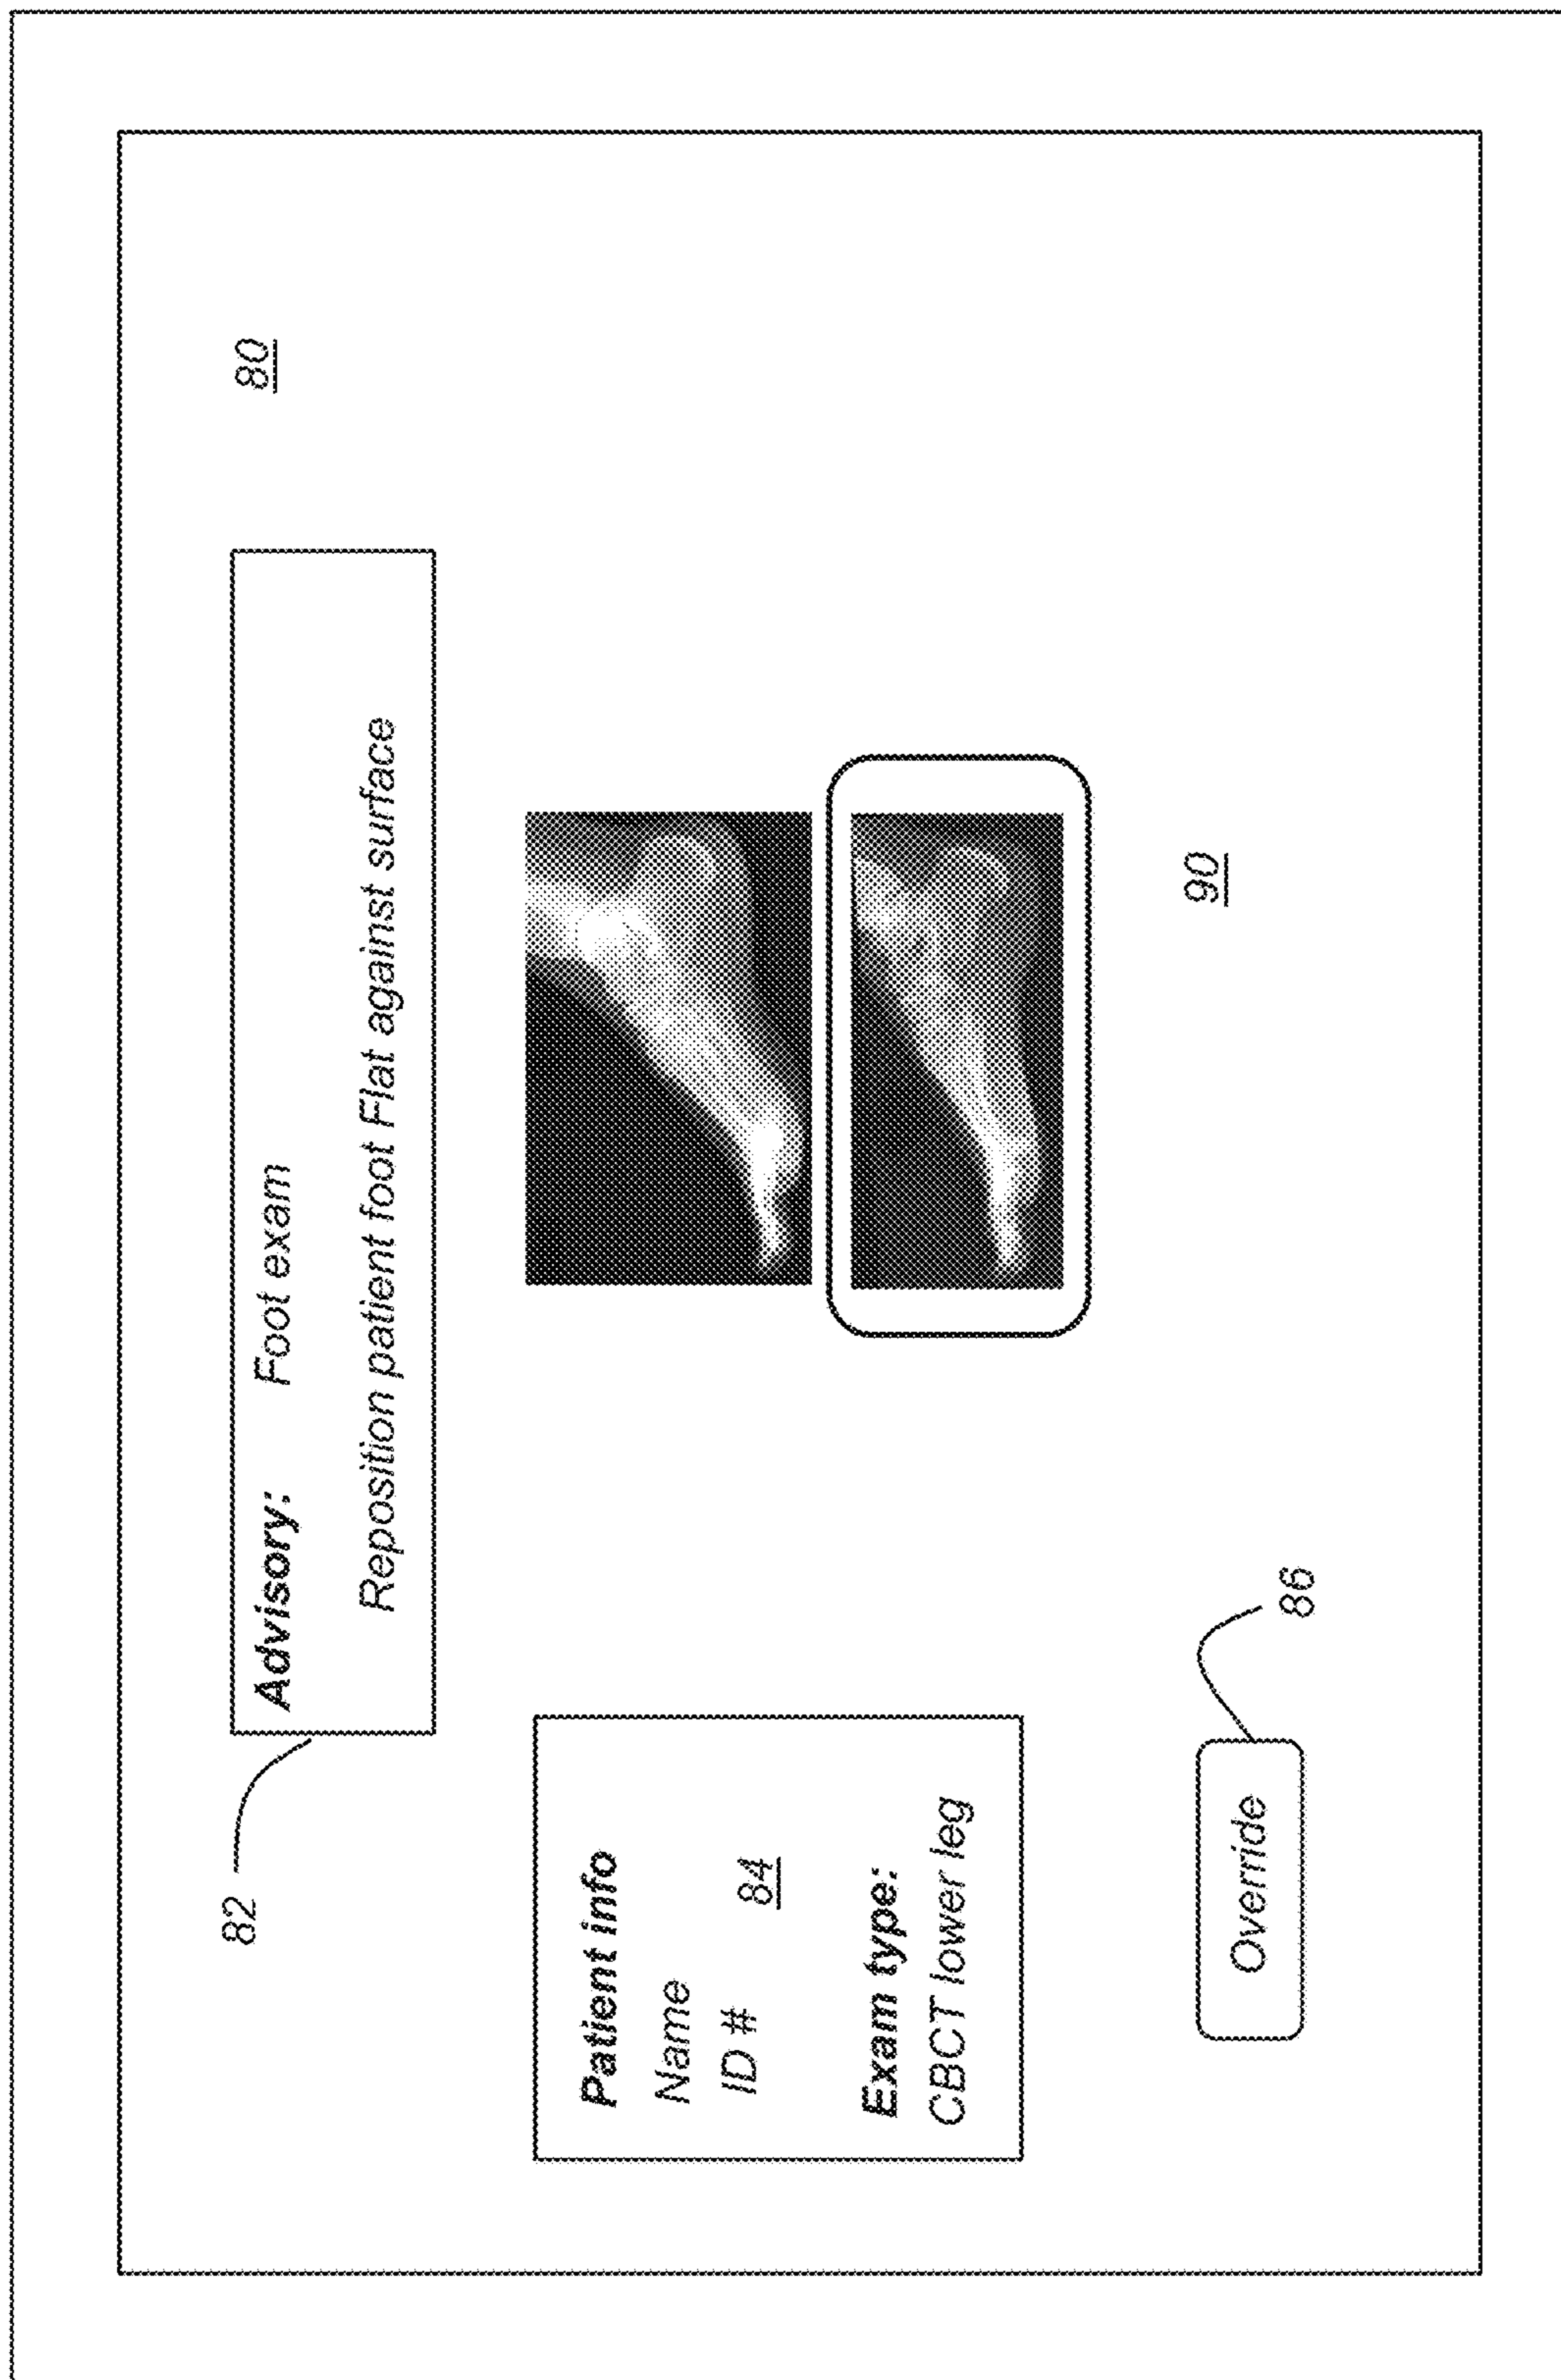 80
82
Advisory: Foot exam
Reposition patient foot Flat against surface
Patient info
Name
ID #
84
Exam type:
CBCT lower leg
90
Override
86